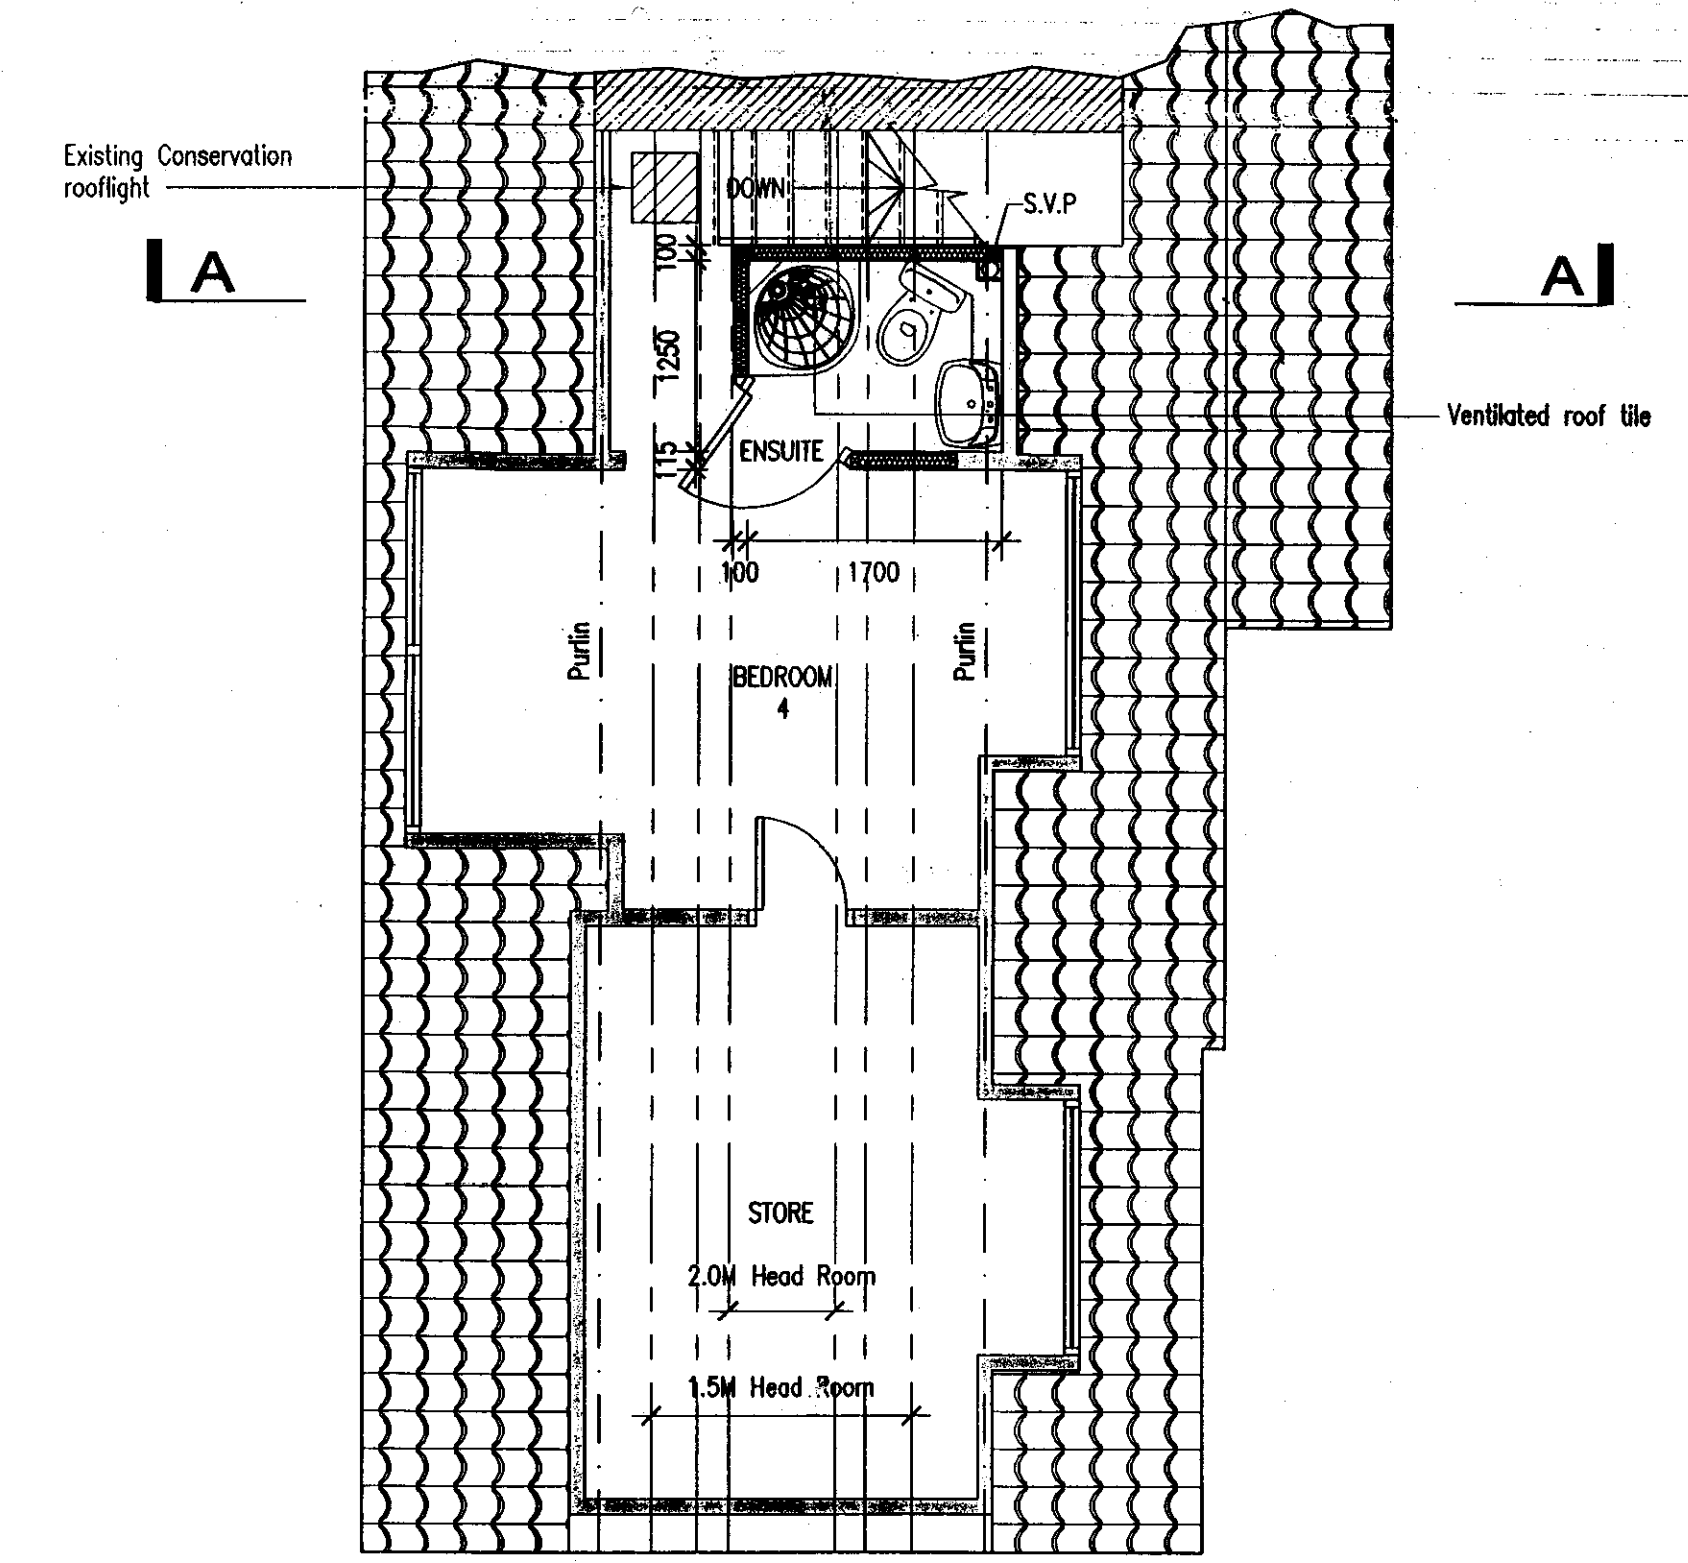 Existing Conservation
rooflight
DOWN
S.V.P
A
A
100
1250
115
ENSUITE
Ventilated roof tile
100
1700
Purlin
Purlin
BEDROOM
4
STORE
2.0M Head Room
1.5M Head Room